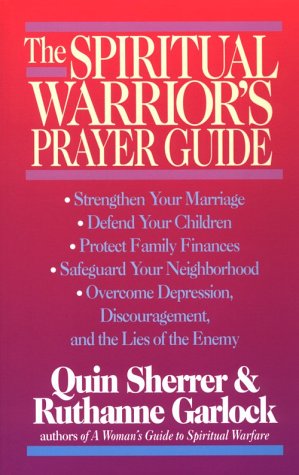 The SPIRITUAL
WARRIOR'S
PRAYER GUIDE
• Strengthen Your Marriage
• Defend Your Children
• Protect Family Finances
• Safeguard Your Neighborhood
• Overcome Depression,
Discouragement,
and the Lies of the Enemy
Quin Sherrer &
Ruthanne Garlock
authors of A Woman's Guide to Spiritual Warfare